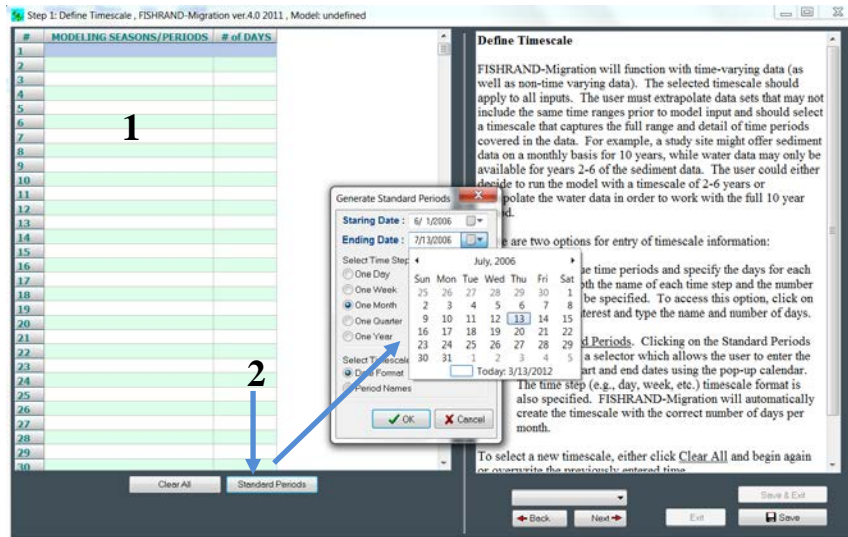 Step 1: Define Timescale , FISHRAND-Migration ver.4.0 2011 , Model: undefined
# MODELING SEASONS/PERIODS # of DAYS
1
2
3
4
5
6
7
8
9
10
11
12
13
14
15
16
17
18
19
20
21
22
23
24
25
26
27
28
29
30
1
2
Clear All Standard Periods
Generate Standard Periods
Staring Date : 6/ 1/2006
Ending Date : 7/13/2006
Select Time Step
One Day
One Week
One Month
One Quarter
One Year
Select Timescale
Date Format
Period Names
OK Cancel
July, 2006
Sun Mon Tue Wed Thu Fri Sat
25 26 27 28 29 30 1
2 3 4 5 6 7 8
9 10 11 12 13 14 15
16 17 18 19 20 21 22
23 24 25 26 27 28 29
30 31 1 2 3 4 5
Today: 3/13/2012
Define Timescale
FISHRAND-Migration will function with time-varying data (as
well as non-time varying data). The selected timescale should
apply to all inputs. The user must extrapolate data sets that may not
include the same time ranges prior to model input and should select
a timescale that captures the full range and detail of time periods
covered in the data. For example, a study site might offer sediment
data on a monthly basis for 10 years, while water data may only be
available for years 2-6 of the sediment data. The user could either
decide to run the model with a timescale of 2-6 years or
polate the water data in order to work with the full 10 year
d.
e are two options for entry of timescale information:
e time periods and specify the days for each
oth the name of each time step and the number
be specified. To access this option, click on
terest and type the name and number of days.
d Periods. Clicking on the Standard Periods
a selector which allows the user to enter the
art and end dates using the pop-up calendar.
The time step (e.g., day, week, etc.) timescale format is
also specified. FISHRAND-Migration will automatically
create the timescale with the correct number of days per
month.
To select a new timescale, either click Clear All and begin again
or overwrite the previously entered time
Save & Exit
Back Next Exit Save